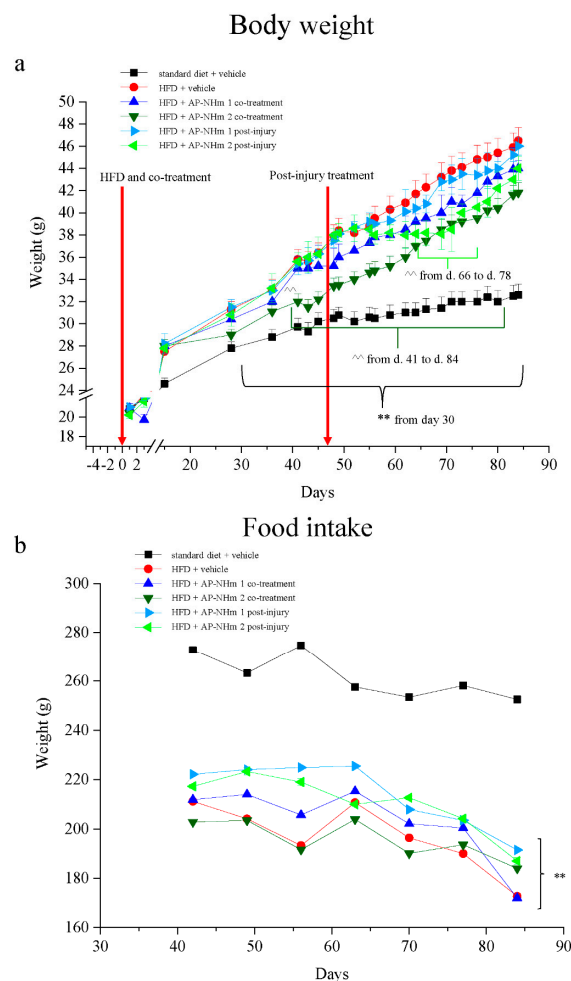 Body weight
a
standard diet + vehicle
HFD + vehicle
HFD + AP-NHm 1 co-treatment
HFD + AP-NHm 2 co-treatment
HFD + AP-NHm 1 post-injury
HFD + AP-NHm 2 post-injury
50
48
46
44
42
40
38
36
34
32
30
28
26
24
20
18
Weight (g)
HFD and co-treatment
Post-injury treatment
^^
^^ from d. 66 to d. 78
^^ from d. 41 to d. 84
** from day 30
-4 -2 0 2 20 30 40 50 60 70 80 90
Days
Food intake
b
standard diet + vehicle
HFD + vehicle
HFD + AP-NHm 1 co-treatment
HFD + AP-NHm 2 co-treatment
HFD + AP-NHm 1 post-injury
HFD + AP-NHm 2 post-injury
300
280
260
240
220
200
180
160
Weight (g)
**
30 40 50 60 70 80 90
Days